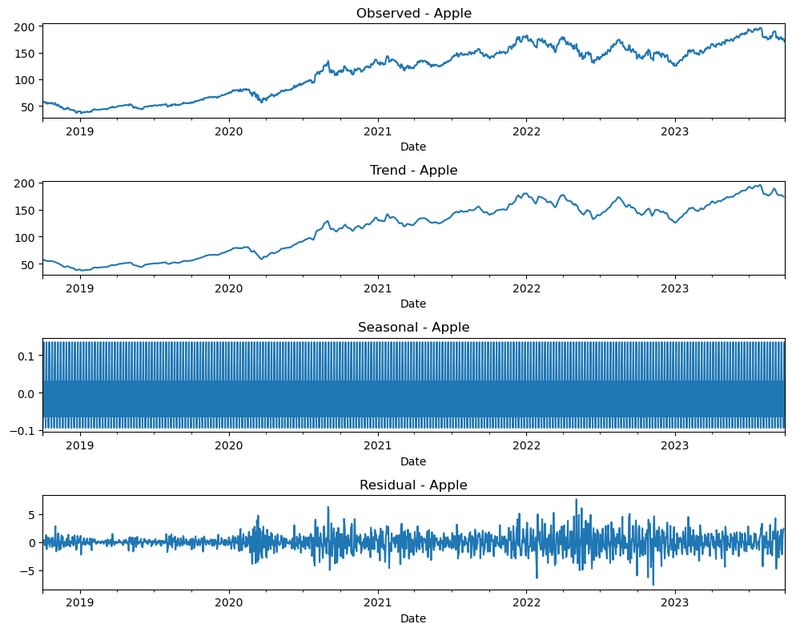 Observed - Apple
200
150
100
50
2019 2020 2021 2022 2023
Date
Trend - Apple
200
150
100
50
2019 2020 2021 2022 2023
Date
Seasonal - Apple
0.1
0.0
−0.1
2019 2020 2021 2022 2023
Date
Residual - Apple
5
0
−5
2019 2020 2021 2022 2023
Date